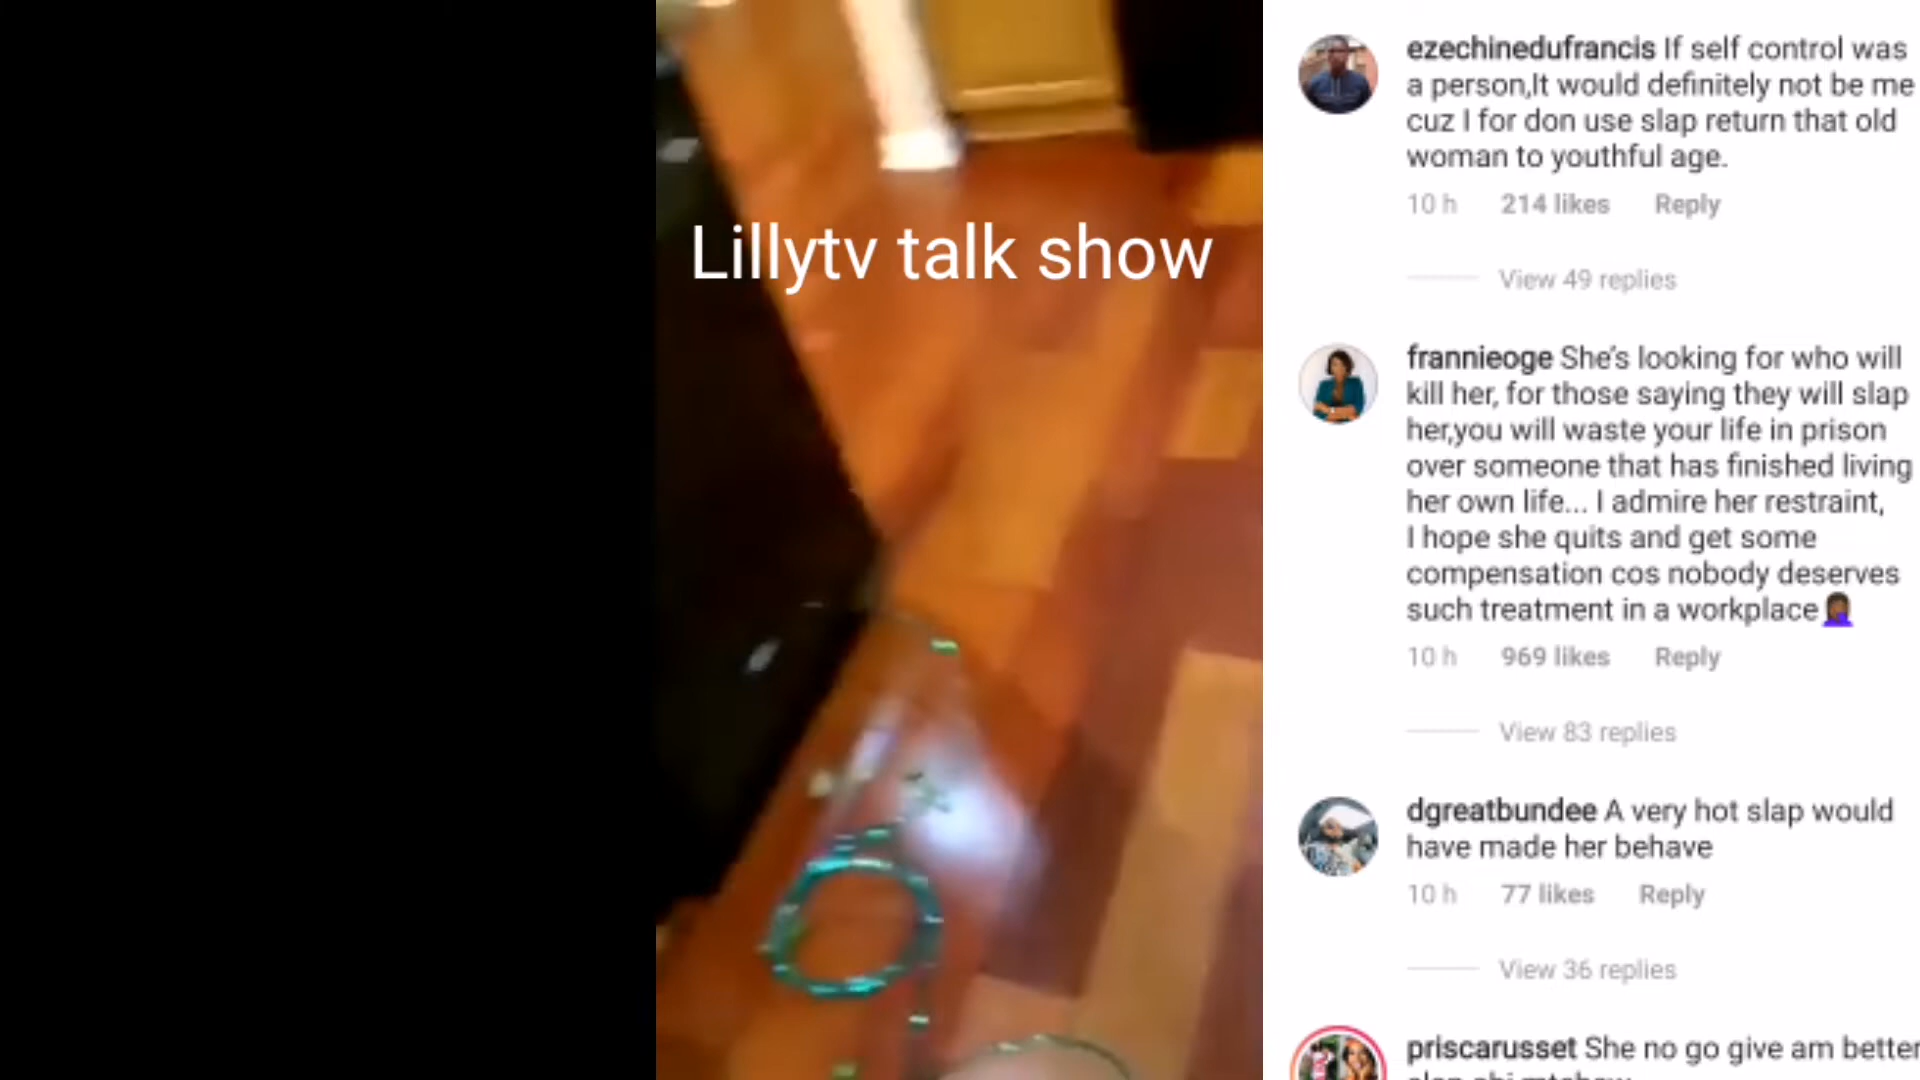 Lillytv talk show
ezechinedufrancis If self control was
a person,It would definitely not be me
cuz I for don use slap return that old
woman to youthful age.
10 h 214 likes Reply
View 49 replies
frannieoge She's looking for who will
kill her, for those saying they will slap
her,you will waste your life in prison
over someone that has finished living
her own life... I admire her restraint,
I hope she quits and get some
compensation cos nobody deserves
such treatment in a workplace
10 h 969 likes Reply
View 83 replies
dgreatbundee A very hot slap would
have made her behave
10 h 77 likes Reply
View 36 replies
priscarusset She no go give am better